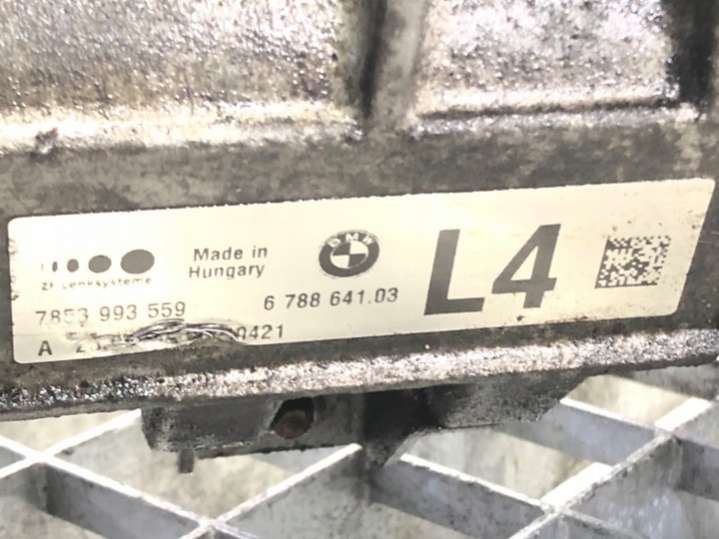 Made in
Hungary
BMW
L4
ZF Lenksysteme
7853 993 559
6 788 641.03
A
0421